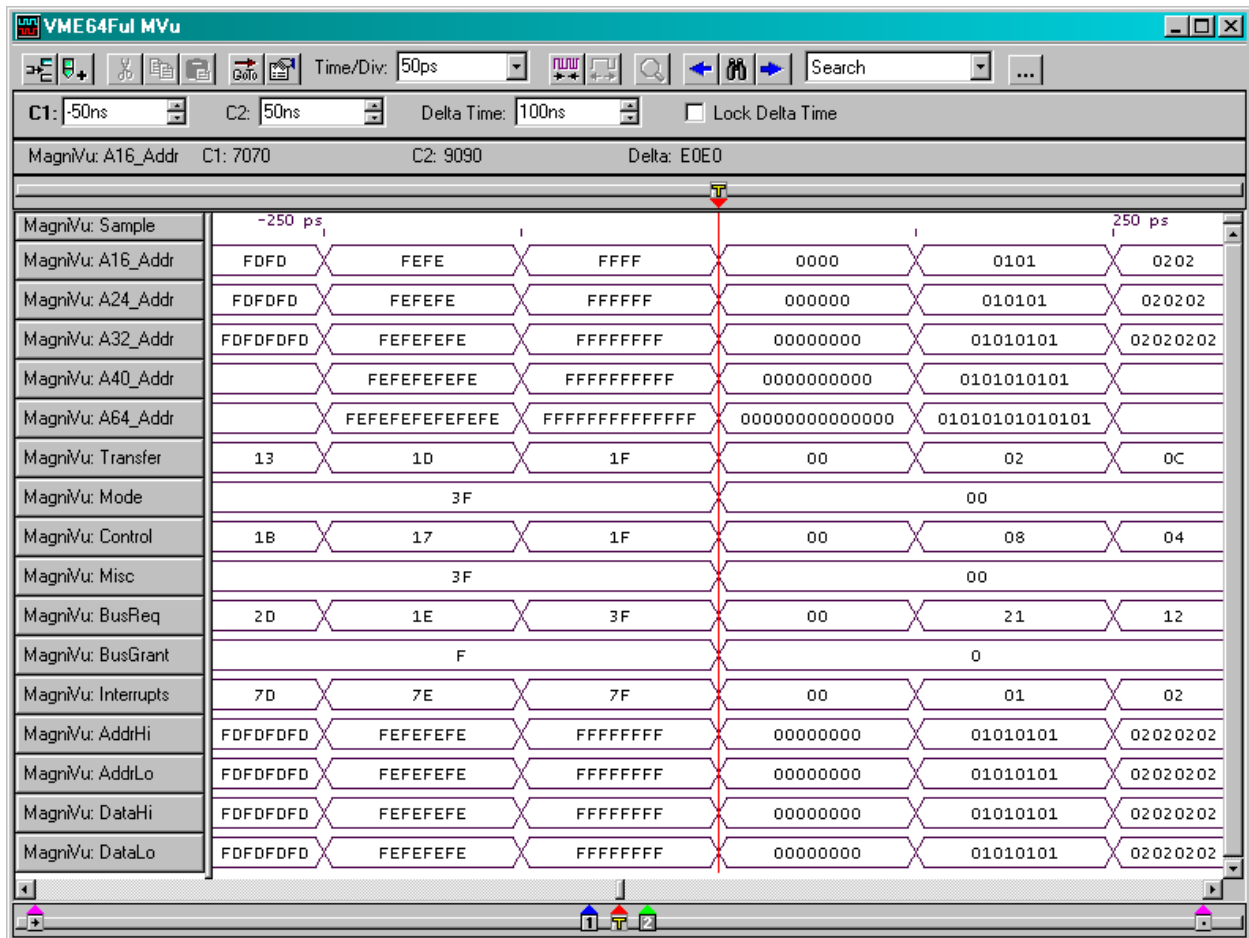 VME64Ful MVu
GoTo Time/Div: 50ps Search ...
C1: -50ns C2: 50ns Delta Time: 100ns Lock Delta Time
MagniVu: A16_Addr C1: 7070 C2: 9090 Delta: E0E0
T
MagniVu: Sample -250 ps 250 ps
MagniVu: A16_Addr FDFD FEFE FFFF 0000 0101 0202
MagniVu: A24_Addr FDFDFD FEFEFE FFFFFF 000000 010101 020202
MagniVu: A32_Addr FDFDFDFD FEFEFEFE FFFFFFFF 00000000 01010101 02020202
MagniVu: A40_Addr FEFEFEFEFE FFFFFFFFFF 0000000000 0101010101
MagniVu: A64_Addr FEFEFEFEFEFEFE FFFFFFFFFFFFFF 00000000000000 01010101010101
MagniVu: Transfer 13 1D 1F 00 02 0C
MagniVu: Mode 3F 00
MagniVu: Control 1B 17 1F 00 08 04
MagniVu: Misc 3F 00
MagniVu: BusReq 2D 1E 3F 00 21 12
MagniVu: BusGrant F 0
MagniVu: Interrupts 7D 7E 7F 00 01 02
MagniVu: AddrHi FDFDFDFD FEFEFEFE FFFFFFFF 00000000 01010101 02020202
MagniVu: AddrLo FDFDFDFD FEFEFEFE FFFFFFFF 00000000 01010101 02020202
MagniVu: DataHi FDFDFDFD FEFEFEFE FFFFFFFF 00000000 01010101 02020202
MagniVu: DataLo FDFDFDFD FEFEFEFE FFFFFFFF 00000000 01010101 02020202
1 T 2